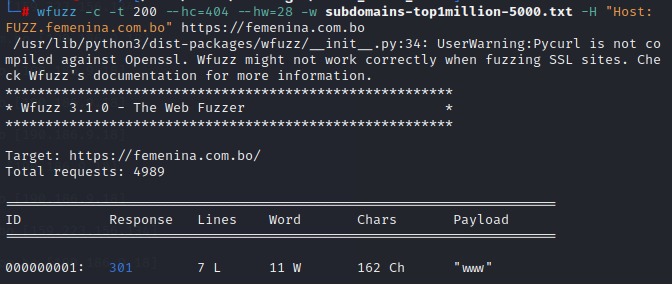 └─# wfuzz -c -t 200 --hc=404 --hw=28 -w subdomains-top1million-5000.txt -H "Host:
FUZZ.femenina.com.bo" https://femenina.com.bo
/usr/lib/python3/dist-packages/wfuzz/__init__.py:34: UserWarning:Pycurl is not co
mpiled against Openssl. Wfuzz might not work correctly when fuzzing SSL sites. Che
ck Wfuzz's documentation for more information.
********************************************************
* Wfuzz 3.1.0 - The Web Fuzzer                         *
********************************************************
Target: https://femenina.com.bo/
Total requests: 4989
=====================================================================
ID           Response   Lines    Word       Chars       Payload
=====================================================================
000000001:   301        7 L      11 W       162 Ch      "www"